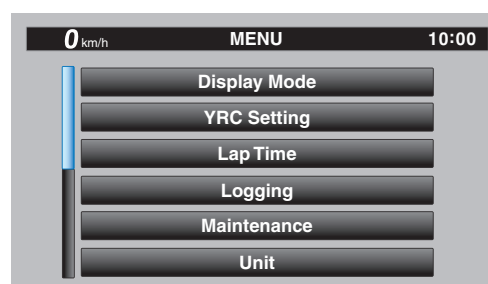 0 km/h MENU 10:00
Display Mode
YRC Setting
Lap Time
Logging
Maintenance
Unit